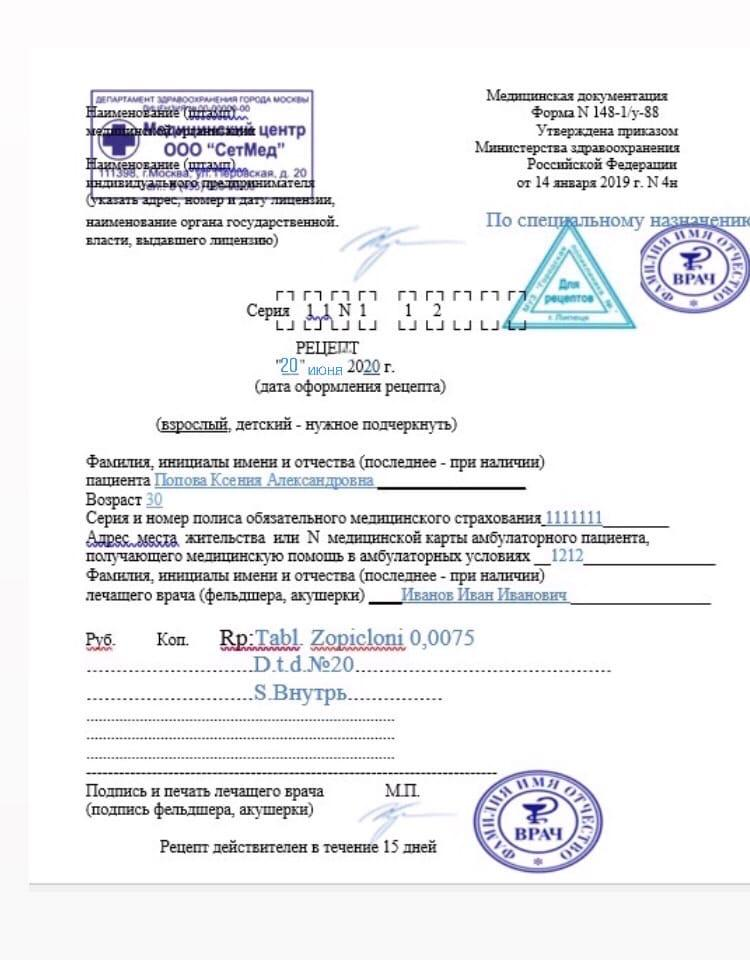 ДЕПАРТАМЕНТ ЗДРАВООХРАНЕНИЯ ГОРОДА МОСКВЫ
Медицинский центр
ООО “СетМед”
111398, г.Москва, ул. Перовская, д. 20
Наименование (штамп)
медицинской организации
Наименование (штамп)
индивидуального предпринимателя
(указать адрес, номер и дату лицензии,
наименование органа государственной.
власти, выдавшего лицензию)
Медицинская документация
Форма N 148-1/у-88
Утверждена приказом
Министерства здравоохранения
Российской Федерации
от 14 января 2019 г. N 4н
По специальному назначению
ФАМИЛИЯ ИМЯ ОТЧЕСТВО
ВРАЧ
Для
рецептов
г. Липецк
Серия 1 1 N 1 1 2
РЕЦЕПТ
"20" июня 2020 г.
(дата оформления рецепта)
(взрослый, детский - нужное подчеркнуть)
Фамилия, инициалы имени и отчества (последнее - при наличии)
пациента Попова Ксения Александровна
Возраст 30
Серия и номер полиса обязательного медицинского страхования 1111111
Адрес места жительства или N медицинской карты амбулаторного пациента,
получающего медицинскую помощь в амбулаторных условиях 1212
Фамилия, инициалы имени и отчества (последнее - при наличии)
лечащего врача (фельдшера, акушерки) Иванов Иван Иванович
Руб. Коп. Rp:Tabl. Zopicloni 0,0075
D.t.d.№20
S.Внутрь
Подпись и печать лечащего врача М.П.
(подпись фельдшера, акушерки)
ФАМИЛИЯ ИМЯ ОТЧЕСТВО
ВРАЧ
Рецепт действителен в течение 15 дней